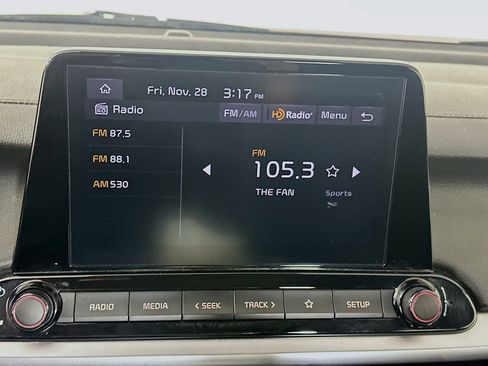 Fri, Nov. 28 3:17 PM
Radio FM/AM HD Radio Menu
FM 87.5
FM 88.1
AM 530
FM
105.3
THE FAN Sports
RADIO MEDIA < SEEK TRACK > SETUP